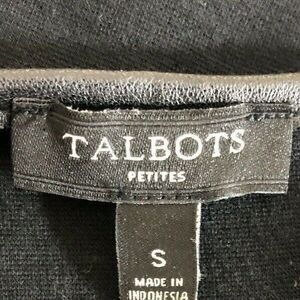 TALBOTS
PETITES
S
MADE IN
INDONESIA